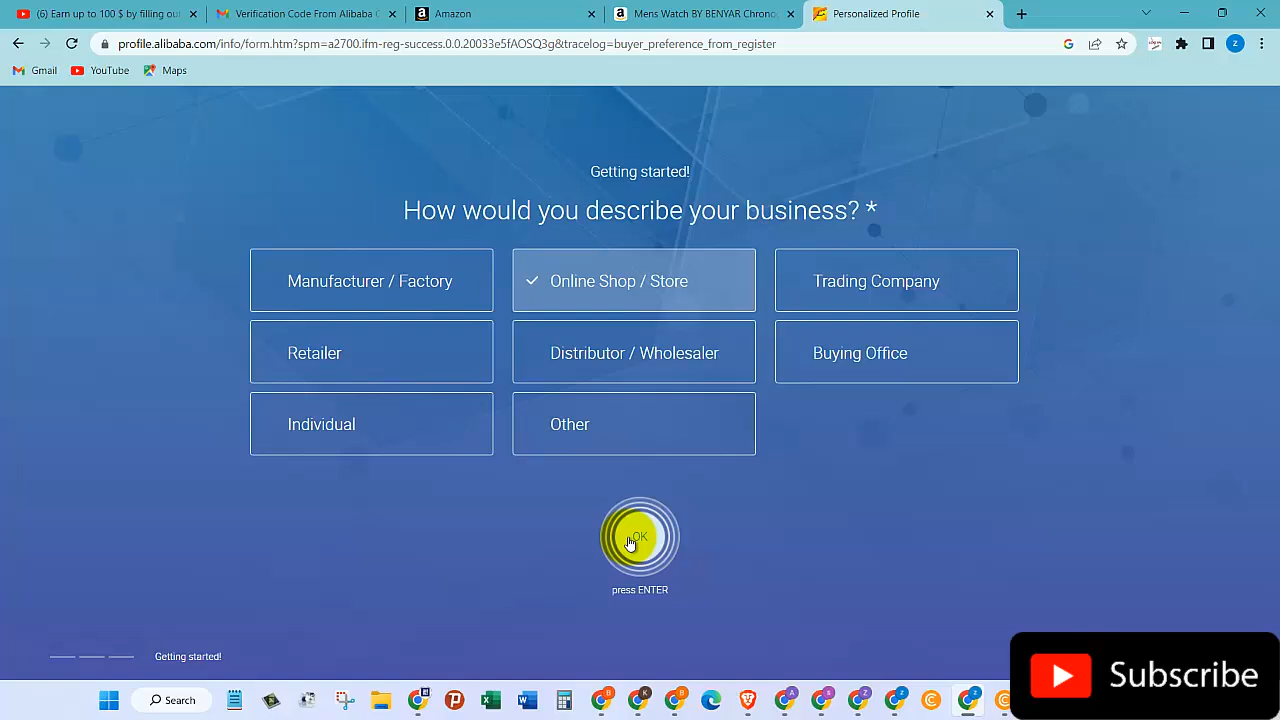 (6) Earn up to 100 $ by filling ou
Verification Code From Alibaba C
Amazon
Mens Watch BY BENYAR Chrono
Personalized Profile
profile.alibaba.com/info/form.htm?spm=a2700.ifm-reg-success.0.0.20033e5fAOSQ3g&tracelog=buyer_preference_from_register
Gmail
YouTube
Maps
Getting started!
How would you describe your business? *
Manufacturer / Factory
Online Shop / Store
Trading Company
Retailer
Distributor / Wholesaler
Buying Office
Individual
Other
OK
press ENTER
Getting started!
Subscribe
Search